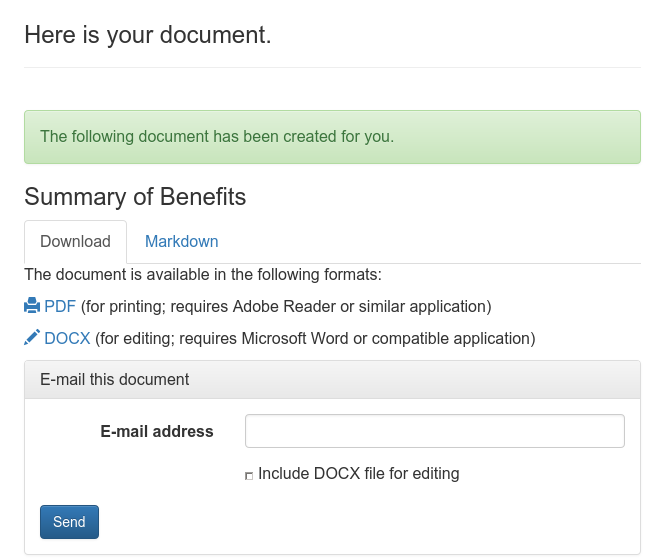 Here is your document.
The following document has been created for you.
Summary of Benefits
Download Markdown
The document is available in the following formats:
PDF (for printing; requires Adobe Reader or similar application)
DOCX (for editing; requires Microsoft Word or compatible application)
E-mail this document
E-mail address
Include DOCX file for editing
Send